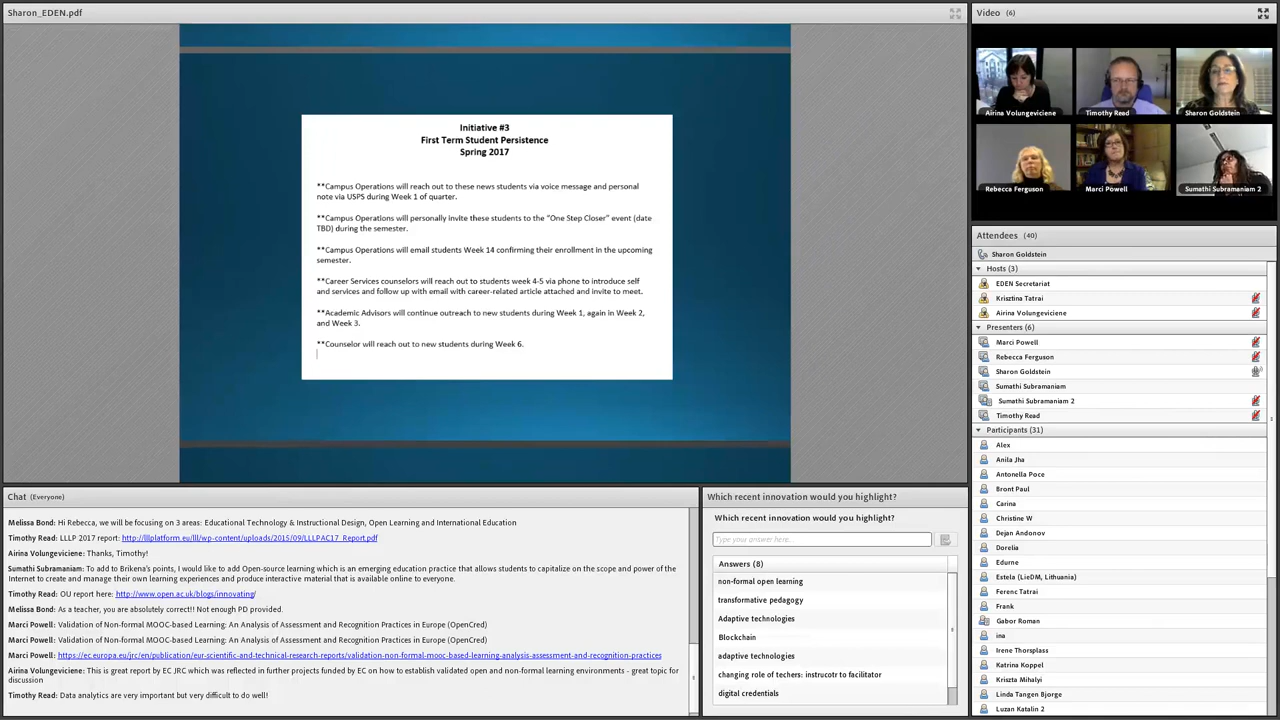 Sharon_EDEN.pdf
Initiative #3
First Term Student Persistence
Spring 2017
**Campus Operations will reach out to these news students via voice message and personal
note via USPS during Week 1 of quarter.
**Campus Operations will personally invite these students to the "One Step Closer" event (date
TBD) during the semester.
**Campus Operations will email students Week 14 confirming their enrollment in the upcoming
semester.
**Career Services counselors will reach out to students week 4-5 via phone to introduce self
and services and follow up with email with career-related article attached and invite to meet.
**Academic Advisors will continue outreach to new students during Week 1, again in Week 2,
and Week 3.
**Counselor will reach out to new students during Week 6.
Video (6)
Airina Volungeviciene
Timothy Read
Sharon Goldstein
Rebecca Ferguson
Marci Powell
Sumathi Subramaniam 2
Attendees (40)
Sharon Goldstein
Hosts (3)
EDEN Secretariat
Krisztina Tatrai
Airina Volungeviciene
Presenters (6)
Marci Powell
Rebecca Ferguson
Sharon Goldstein
Sumathi Subramaniam
Sumathi Subramaniam 2
Timothy Read
Participants (31)
Alex
Anila Jha
Antonella Poce
Bront Paul
Carina
Christine W
Dejan Andonov
Dorelia
Edurne
Estela (LieDM, Lithuania)
Ferenc Tatrai
Frank
Gabor Roman
ina
Irene Thorsplass
Katrina Koppel
Kriszta Mihalyi
Linda Tangen Bjorge
Luzan Katalin 2
Chat (Everyone)
Melissa Bond: Hi Rebecca, we will be focusing on 3 areas: Educational Technology & Instructional Design, Open Learning and International Education
Timothy Read: LLLP 2017 report: http://lllplatform.eu/lll/wp-content/uploads/2015/09/LLLPAC17_Report.pdf
Airina Volungeviciene: Thanks, Timothy!
Sumathi Subramaniam: To add to Brikena's points, I would like to add Open-source learning which is an emerging education practice that allows students to capitalize on the scope and power of the
Internet to create and manage their own learning experiences and produce interactive material that is available online to everyone.
Timothy Read: OU report here: http://www.open.ac.uk/blogs/innovating/
Melissa Bond: As a teacher, you are absolutely correct!! Not enough PD provided.
Marci Powell: Validation of Non-formal MOOC-based Learning: An Analysis of Assessment and Recognition Practices in Europe (OpenCred)
Marci Powell: Validation of Non-formal MOOC-based Learning: An Analysis of Assessment and Recognition Practices in Europe (OpenCred)
Marci Powell: https://ec.europa.eu/jrc/en/publication/eur-scientific-and-technical-research-reports/validation-non-formal-mooc-based-learning-analysis-assessment-and-recognition-practices
Airina Volungeviciene: This is great report by EC JRC which was reflected in further projects funded by EC on how to establish validated open and non-formal learning environments - great topic for
discussion
Timothy Read: Data analytics are very important but very difficult to do well!
Which recent innovation would you highlight?
Which recent innovation would you highlight?
Type your answer here...
Answers (8)
non-formal open learning
transformative pedagogy
Adaptive technologies
Blockchain
adaptive technologies
changing role of techers: instrucotr to facilitator
digital credentials